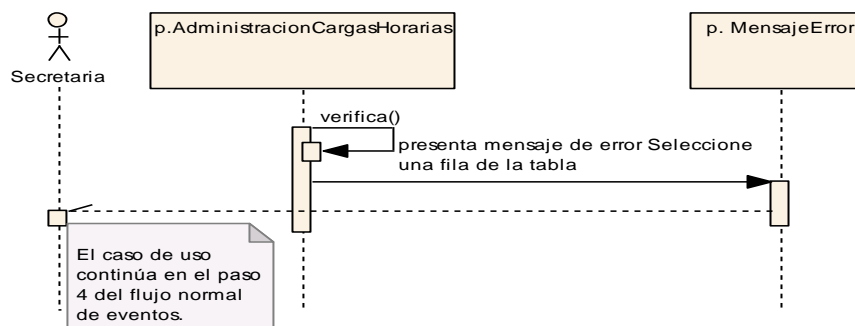 p.AdministracionCargasHorarias
p. MensajeError
Secretaria
verifica()
presenta mensaje de error Seleccione
una fila de la tabla
El caso de uso
continúa en el paso
4 del flujo normal
de eventos.